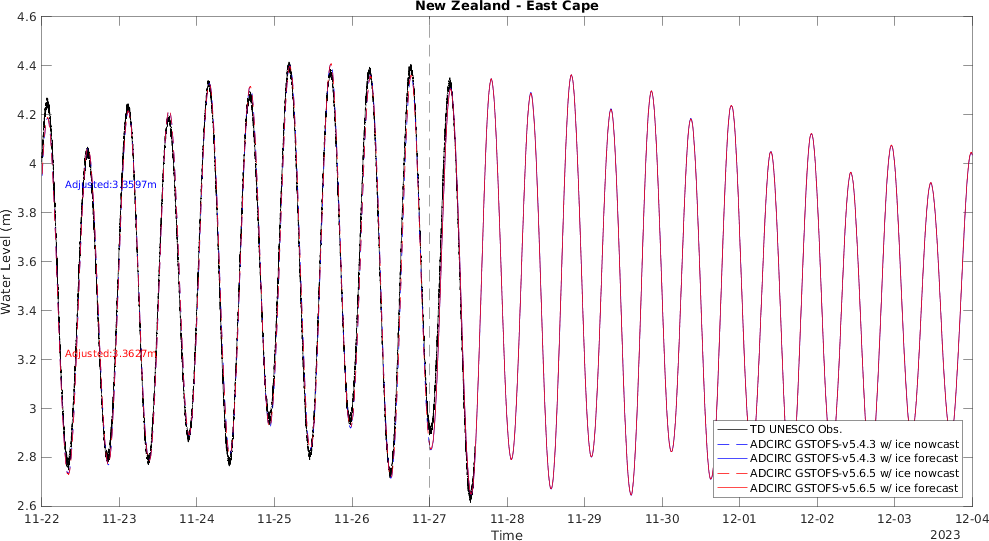 New Zealand - East Cape
4.6
4.4
4.2
4
3.8
3.6
3.4
3.2
3
2.8
2.6
Water Level (m)
Adjusted:3.3597m
Adjusted:3.3627m
TD UNESCO Obs.
ADCIRC GSTOFS-v5.4.3 w/ ice nowcast
ADCIRC GSTOFS-v5.4.3 w/ ice forecast
ADCIRC GSTOFS-v5.6.5 w/ ice nowcast
ADCIRC GSTOFS-v5.6.5 w/ ice forecast
11-22 11-23 11-24 11-25 11-26 11-27 11-28 11-29 11-30 12-01 12-02 12-03 12-04
Time
2023